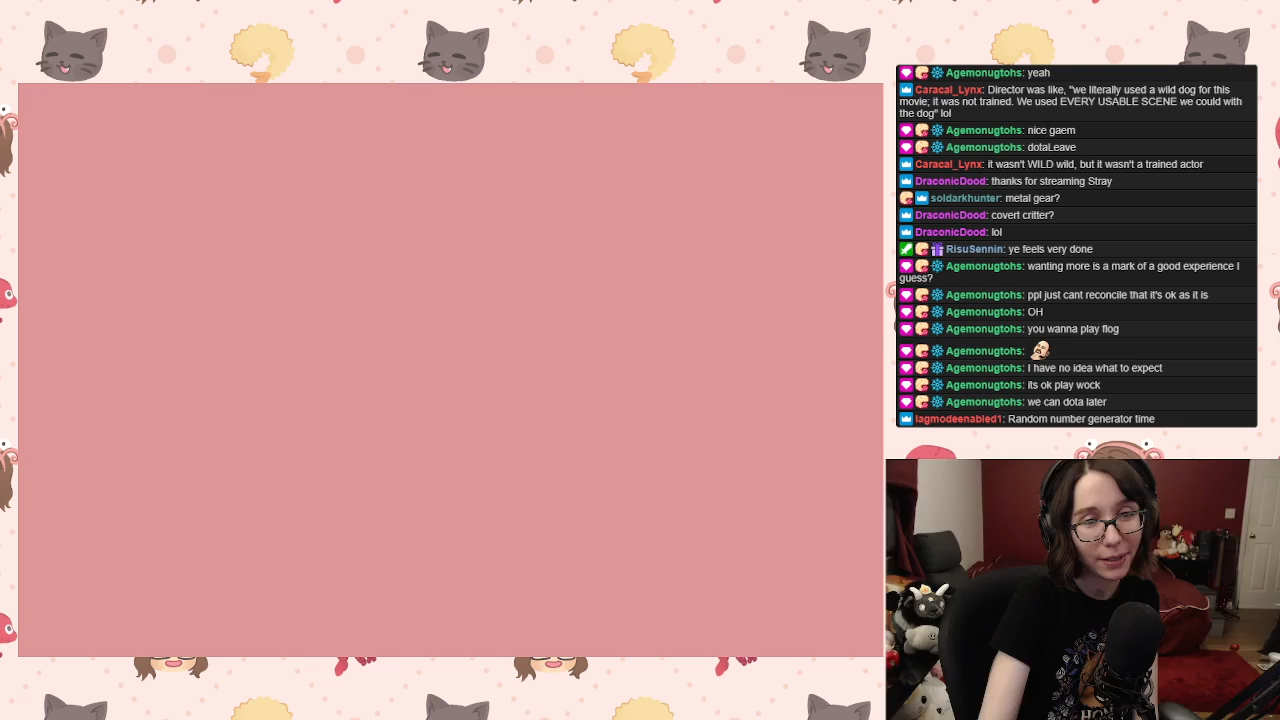 Agemonugtohs: yeah
Caracal_Lynx: Director was like, "we literally used a wild dog for this
movie; it was not trained. We used EVERY USABLE SCENE we could with
the dog" lol
Agemonugtohs: nice gaem
Agemonugtohs: dotaLeave
Caracal_Lynx: it wasn't WILD wild, but it wasn't a trained actor
DraconicDood: thanks for streaming Stray
soldarkhunter: metal gear?
DraconicDood: covert critter?
DraconicDood: lol
RisuSennin: ye feels very done
Agemonugtohs: wanting more is a mark of a good experience I
guess?
Agemonugtohs: ppl just cant reconcile that it's ok as it is
Agemonugtohs: OH
Agemonugtohs: you wanna play flog
Agemonugtohs:
Agemonugtohs: I have no idea what to expect
Agemonugtohs: its ok play wock
Agemonugtohs: we can dota later
lagmodeenabled1: Random number generator time